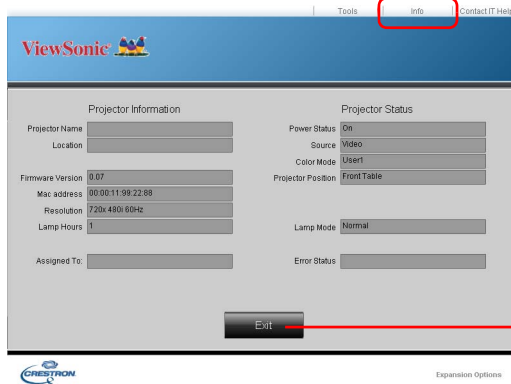 Tools Info Contact IT Help
ViewSonic
Projector Information
Projector Name
Location
Firmware Version 0.07
Mac address 00:00:11:99:22:88
Resolution 720x 480i 60Hz
Lamp Hours 1
Assigned To:
Projector Status
Power Status On
Source Video
Color Mode User1
Projector Position Front Table
Lamp Mode Normal
Error Status
Exit
CRESTRON
Expansion Options